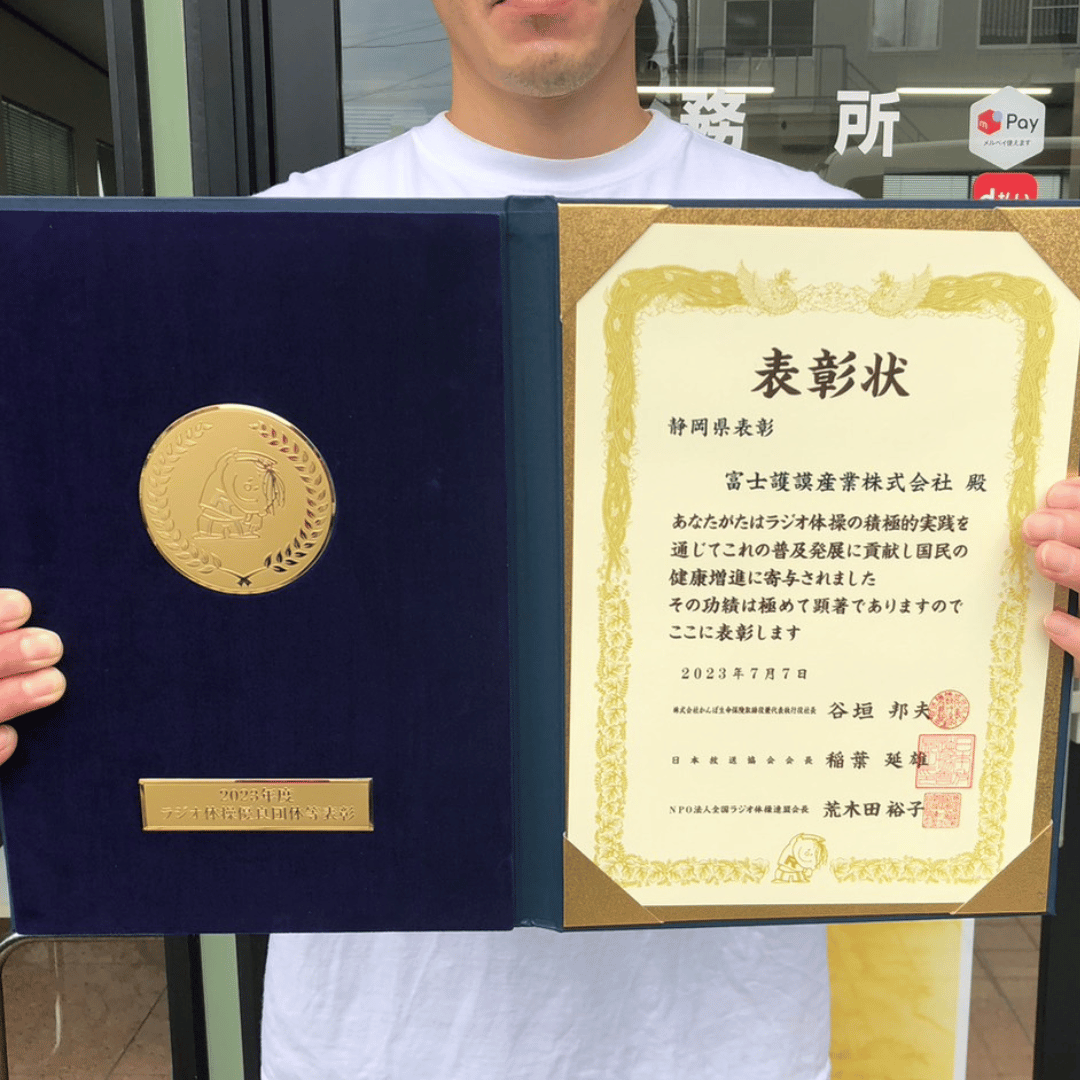 務所
Pay
メルペイ使えます
d払い
表彰状
静岡県表彰
富士護謨産業株式会社 殿
あなたがたはラジオ体操の積極的実践を
通じてこれの普及発展に貢献し国民の
健康増進に寄与されました
その功績は極めて顕著でありますので
ここに表彰します
2023年7月7日
株式会社かんぽ生命保険取締役兼代表執行役社長 谷垣 邦夫
日本放送協会会長 稲葉 延雄
NPO法人全国ラジオ体操連盟会長 荒木田 裕子
2023年度
ラジオ体操優良団体等表彰